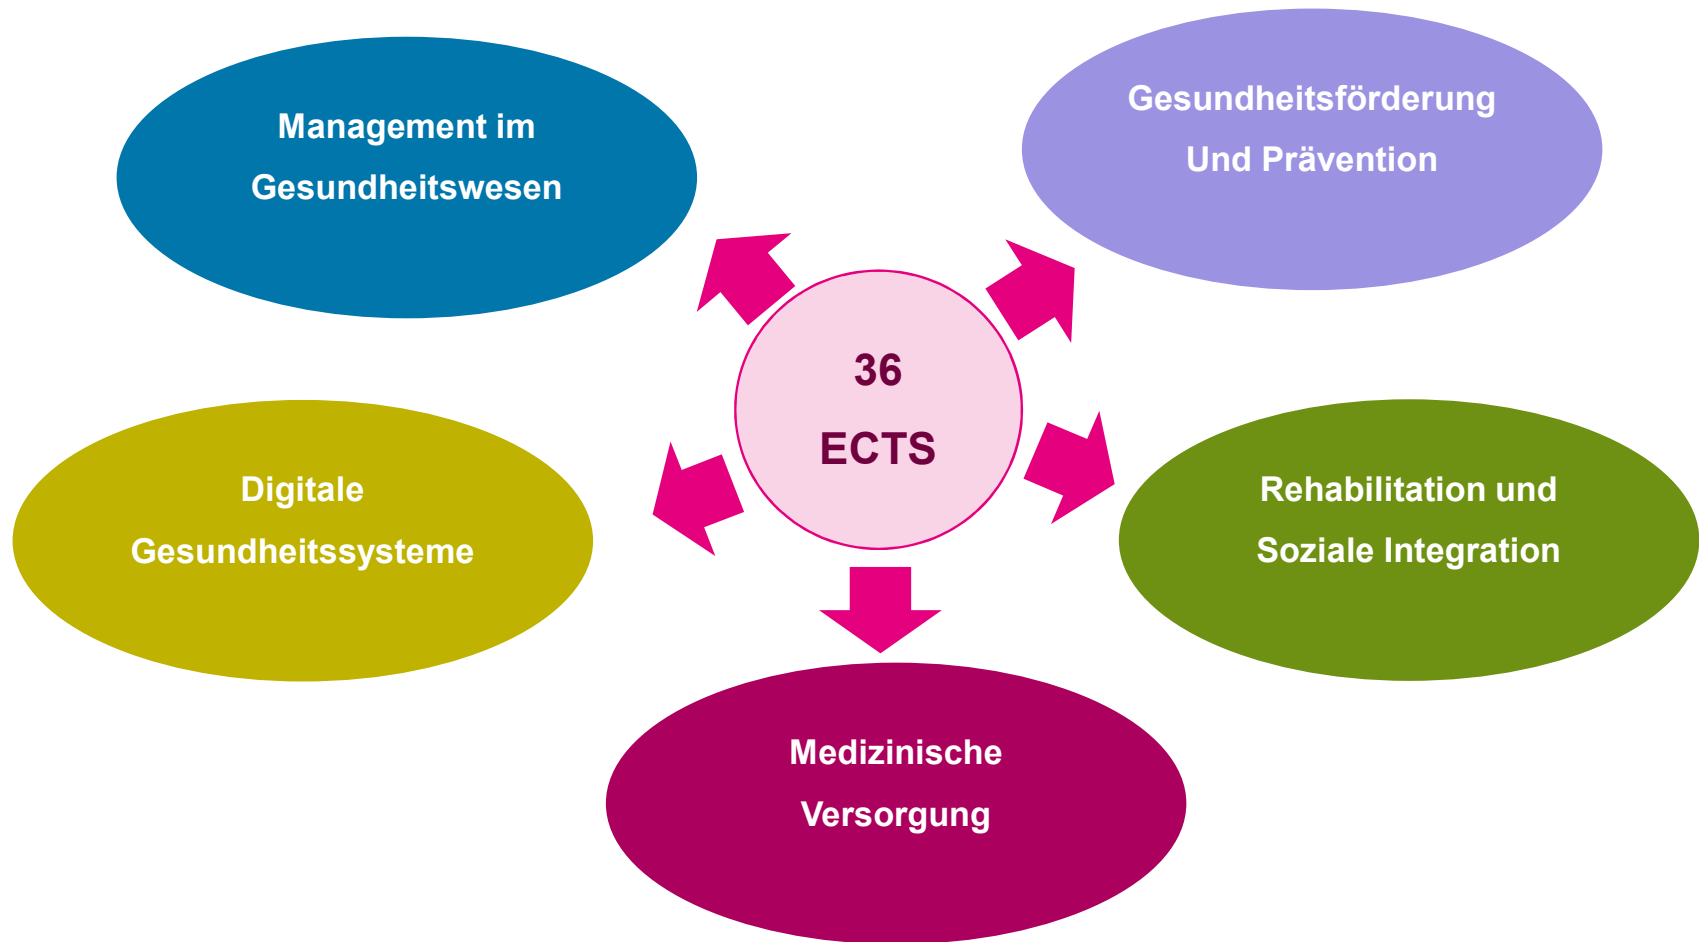 Management im
Gesundheitswesen
Gesundheitsförderung
Und Prävention
36
ECTS
Digitale
Gesundheitssysteme
Rehabilitation und
Soziale Integration
Medizinische
Versorgung